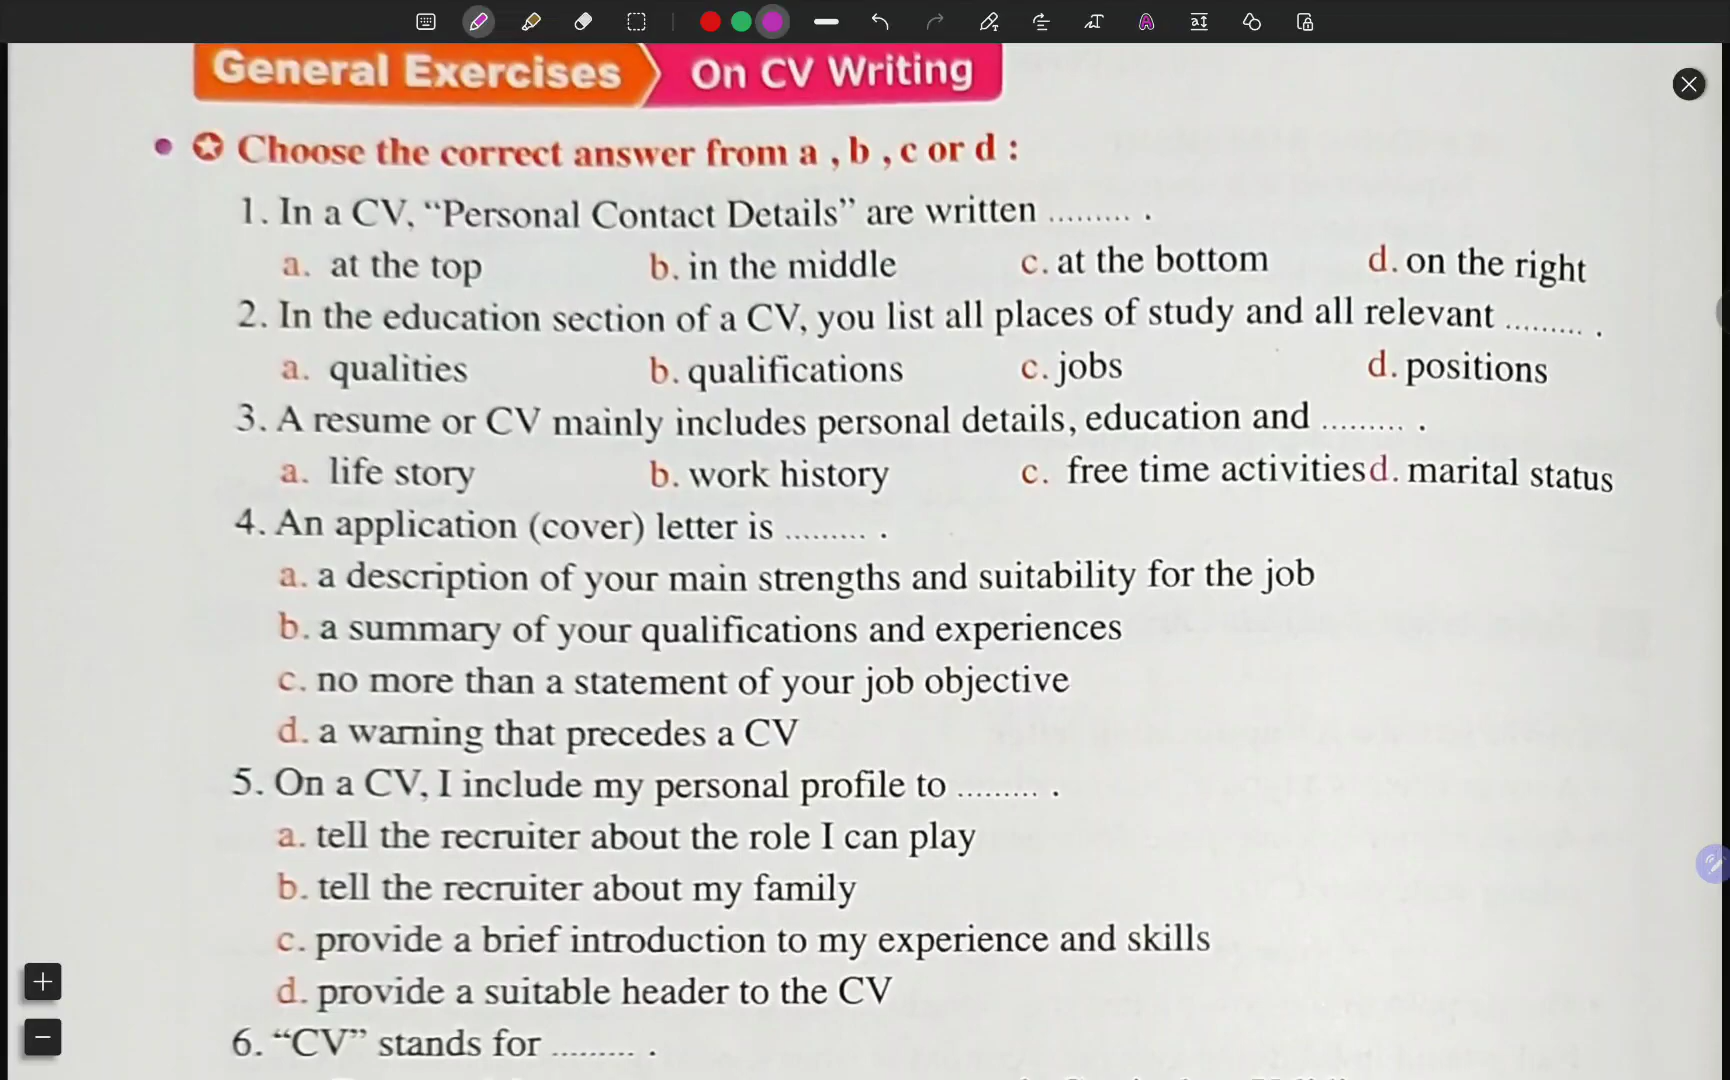 General Exercises On CV Writing
Choose the correct answer from a , b , c or d :
1. In a CV, “Personal Contact Details” are written ......... .
a. at the top b. in the middle c. at the bottom d. on the right
2. In the education section of a CV, you list all places of study and all relevant ......... .
a. qualities b. qualifications c. jobs d. positions
3. A resume or CV mainly includes personal details, education and ......... .
a. life story b. work history c. free time activities d. marital status
4. An application (cover) letter is ......... .
a. a description of your main strengths and suitability for the job
b. a summary of your qualifications and experiences
c. no more than a statement of your job objective
d. a warning that precedes a CV
5. On a CV, I include my personal profile to ......... .
a. tell the recruiter about the role I can play
b. tell the recruiter about my family
c. provide a brief introduction to my experience and skills
d. provide a suitable header to the CV
6. “CV” stands for ......... .